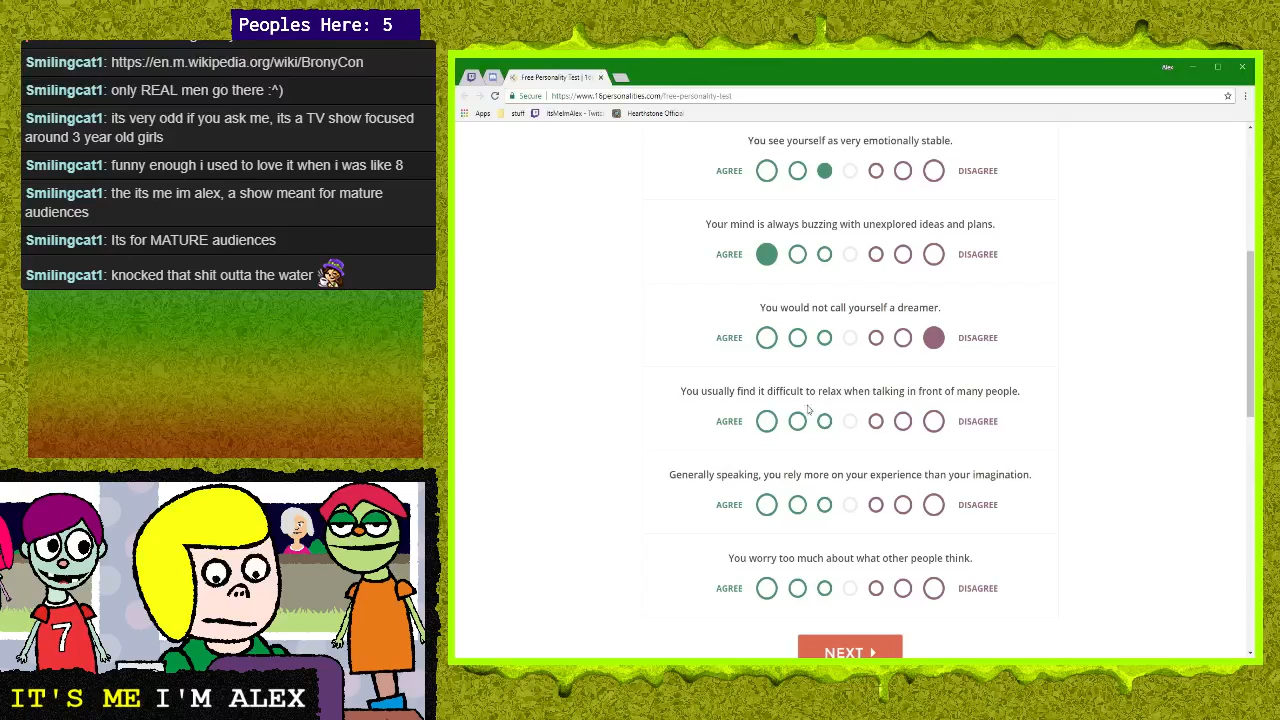 Peoples Here: 5
Smilingcat1: https://en.m.wikipedia.org/wiki/BronyCon
Smilingcat1: only REAL men go there :^)
Smilingcat1: its very odd if you ask me, its a TV show focused
around 3 year old girls
Smilingcat1: funny enough i used to love it when i was like 8
Smilingcat1: the its me im alex, a show meant for mature
audiences
Smilingcat1: Its for MATURE audiences
Smilingcat1: knocked that shit outta the water
7
IT'S ME I'M ALEX
Alex
Free Personality Test | 16
Secure https://www.16personalities.com/free-personality-test
Apps stuff ItsMeImAlex - Twitc Hearthstone Offici
You see yourself as very emotionally stable.
AGREE DISAGREE
Your mind is always buzzing with unexplored ideas and plans.
AGREE DISAGREE
You would not call yourself a dreamer.
AGREE DISAGREE
You usually find it difficult to relax when talking in front of many people.
AGREE DISAGREE
Generally speaking, you rely more on your experience than your imagination.
AGREE DISAGREE
You worry too much about what other people think.
AGREE DISAGREE
NEXT